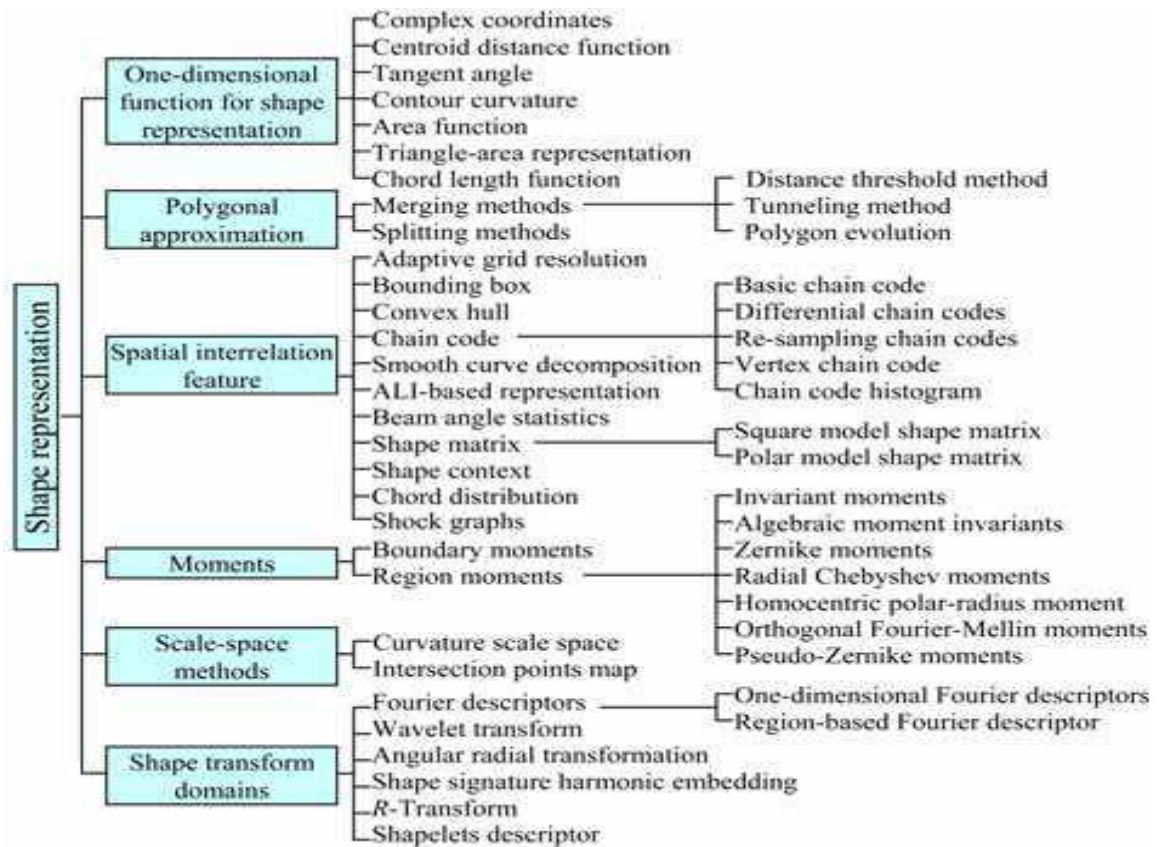 Shape representation
One-dimensional
function for shape
representation
Complex coordinates
Centroid distance function
Tangent angle
Contour curvature
Area function
Triangle-area representation
Chord length function
Polygonal
approximation
Merging methods
Splitting methods
Distance threshold method
Tunneling method
Polygon evolution
Spatial interrelation
feature
Adaptive grid resolution
Bounding box
Convex hull
Chain code
Smooth curve decomposition
ALI-based representation
Beam angle statistics
Shape matrix
Shape context
Chord distribution
Shock graphs
Basic chain code
Differential chain codes
Re-sampling chain codes
Vertex chain code
Chain code histogram
Square model shape matrix
Polar model shape matrix
Moments
Boundary moments
Region moments
Invariant moments
Algebraic moment invariants
Zernike moments
Radial Chebyshev moments
Homocentric polar-radius moment
Orthogonal Fourier-Mellin moments
Pseudo-Zernike moments
Scale-space
methods
Curvature scale space
Intersection points map
Shape transform
domains
Fourier descriptors
Wavelet transform
Angular radial transformation
Shape signature harmonic embedding
R-Transform
Shapelets descriptor
One-dimensional Fourier descriptors
Region-based Fourier descriptor